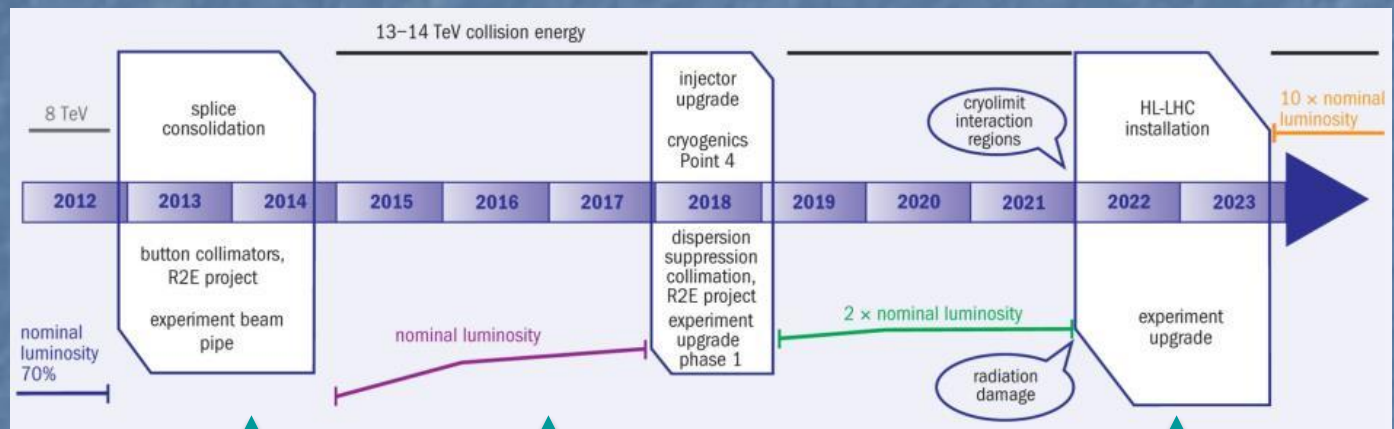 13–14 TeV collision energy
8 TeV
splice
consolidation
injector
upgrade
cryogenics
Point 4
cryolimit
interaction
regions
HL-LHC
installation
10 × nominal
luminosity
2012
2013
2014
2015
2016
2017
2018
2019
2020
2021
2022
2023
nominal
luminosity
70%
button collimators,
R2E project
experiment beam
pipe
nominal luminosity
dispersion
suppression
collimation,
R2E project
experiment
upgrade
phase 1
2 × nominal luminosity
radiation
damage
experiment
upgrade